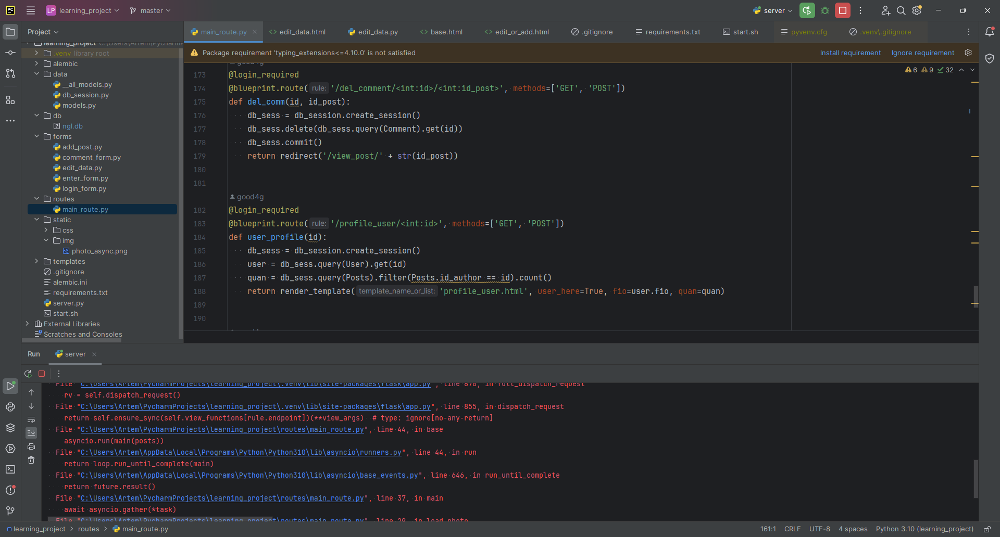 PC LP learning_project master server
Project
main_route.py edit_data.html edit_data.py base.html edit_or_add.html .gitignore requirements.txt start.sh pyvenv.cfg .venv\.gitignore
Package requirement 'typing_extensions<=4.10.0' is not satisfied Install requirement Ignore requirement
6 9 32
learning_project C:\Users\Artem\PycharmP
.venv library root
alembic
data
__all_models.py
db_session.py
models.py
db
ngl.db
forms
add_post.py
comment_form.py
edit_data.py
enter_form.py
login_form.py
routes
main_route.py
static
css
img
photo_async.png
templates
.gitignore
alembic.ini
requirements.txt
server.py
start.sh
External Libraries
Scratches and Consoles
good4g
173 @login_required
174 @blueprint.route( rule: '/del_comment/<int:id>/<int:id_post>', methods=['GET', 'POST'])
175 def del_comm(id, id_post):
176 db_sess = db_session.create_session()
177 db_sess.delete(db_sess.query(Comment).get(id))
178 db_sess.commit()
179 return redirect('/view_post/' + str(id_post))
180
181
good4g
182 @login_required
183 @blueprint.route( rule: '/profile_user/<int:id>', methods=['GET', 'POST'])
184 def user_profile(id):
185 db_sess = db_session.create_session()
186 user = db_sess.query(User).get(id)
187 quan = db_sess.query(Posts).filter(Posts.id_author == id).count()
188 return render_template( template_name_or_list: 'profile_user.html', user_here=True, fio=user.fio, quan=quan)
189
190
Run server
File "C:\Users\Artem\PycharmProjects\learning_project\.venv\lib\site-packages\flask\app.py", line 870, in full_dispatch_request
rv = self.dispatch_request()
File "C:\Users\Artem\PycharmProjects\learning_project\.venv\lib\site-packages\flask\app.py", line 855, in dispatch_request
return self.ensure_sync(self.view_functions[rule.endpoint])(**view_args) # type: ignore[no-any-return]
File "C:\Users\Artem\PycharmProjects\learning_project\routes\main_route.py", line 44, in base
asyncio.run(main(posts))
File "C:\Users\Artem\AppData\Local\Programs\Python\Python310\lib\asyncio\runners.py", line 44, in run
return loop.run_until_complete(main)
File "C:\Users\Artem\AppData\Local\Programs\Python\Python310\lib\asyncio\base_events.py", line 646, in run_until_complete
return future.result()
File "C:\Users\Artem\PycharmProjects\learning_project\routes\main_route.py", line 37, in main
await asyncio.gather(*task)
File "C:\Users\Artem\PycharmProjects\learning_project\routes\main_route.py", line 29, in load_photo
learning_project routes main_route.py 161:1 CRLF UTF-8 4 spaces Python 3.10 (learning_project)